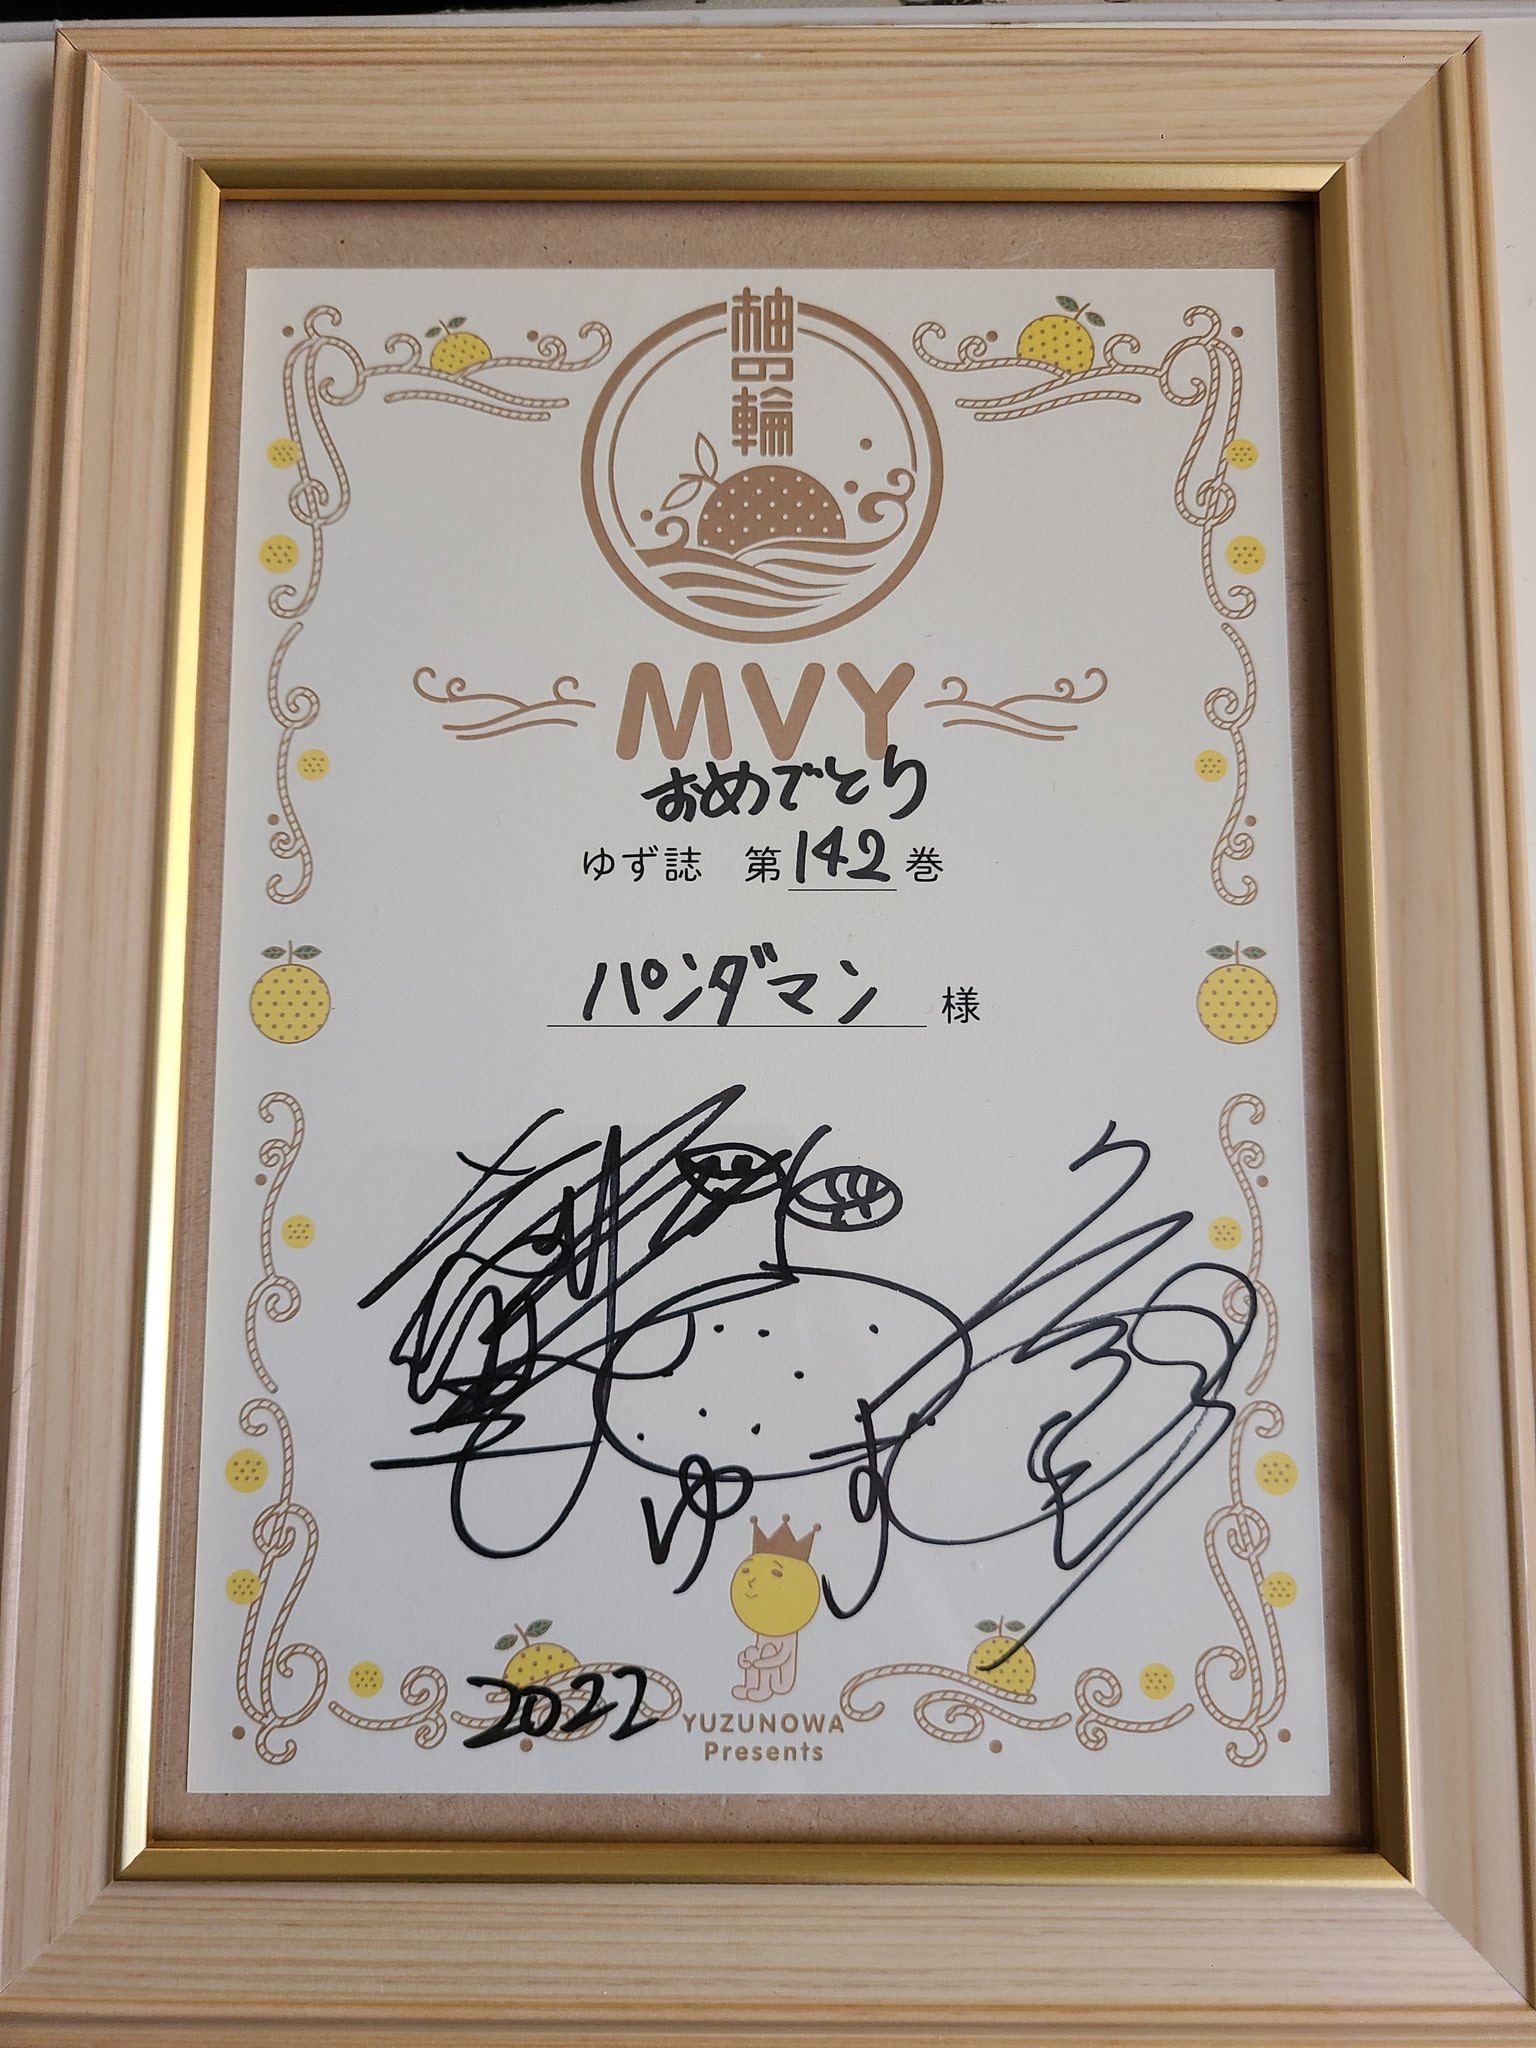 柚の輪
MVY
おめでとり
ゆず誌 第142巻
パンダマン 様
ゆず
2022
YUZUNOWA
Presents